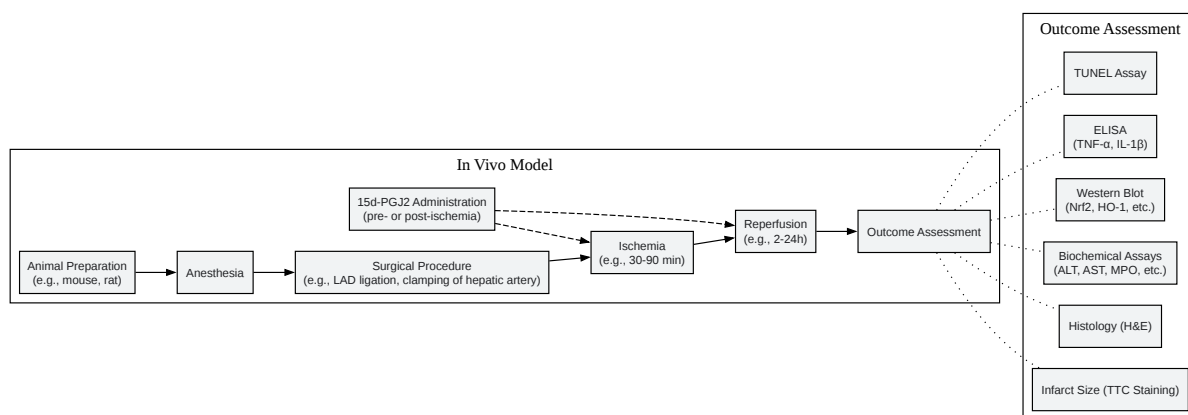 In Vivo Model
15d-PGJ2 Administration
(pre- or post-ischemia)
Animal Preparation
(e.g., mouse, rat)
Anesthesia
Surgical Procedure
(e.g., LAD ligation, clamping of hepatic artery)
Ischemia
(e.g., 30-90 min)
Reperfusion
(e.g., 2-24h)
Outcome Assessment
Outcome Assessment
TUNEL Assay
ELISA
(TNF-α, IL-1β)
Western Blot
(Nrf2, HO-1, etc.)
Biochemical Assays
(ALT, AST, MPO, etc.)
Histology (H&E)
Infarct Size (TTC Staining)